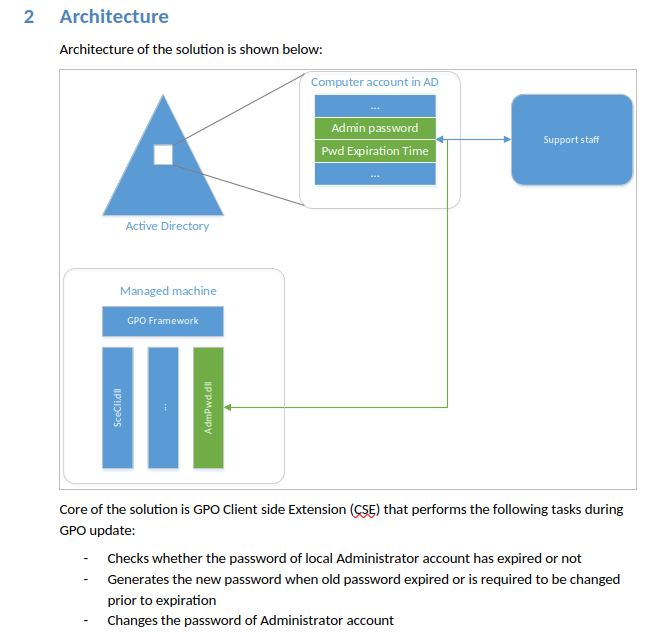 2 Architecture
Architecture of the solution is shown below:
Computer account in AD
...
Admin password
Pwd Expiration Time
...
Support staff
Active Directory
Managed machine
GPO Framework
SceCli.dll
...
AdmPwd.dll
Core of the solution is GPO Client side Extension (CSE) that performs the following tasks during
GPO update:
- Checks whether the password of local Administrator account has expired or not
- Generates the new password when old password expired or is required to be changed
prior to expiration
- Changes the password of Administrator account